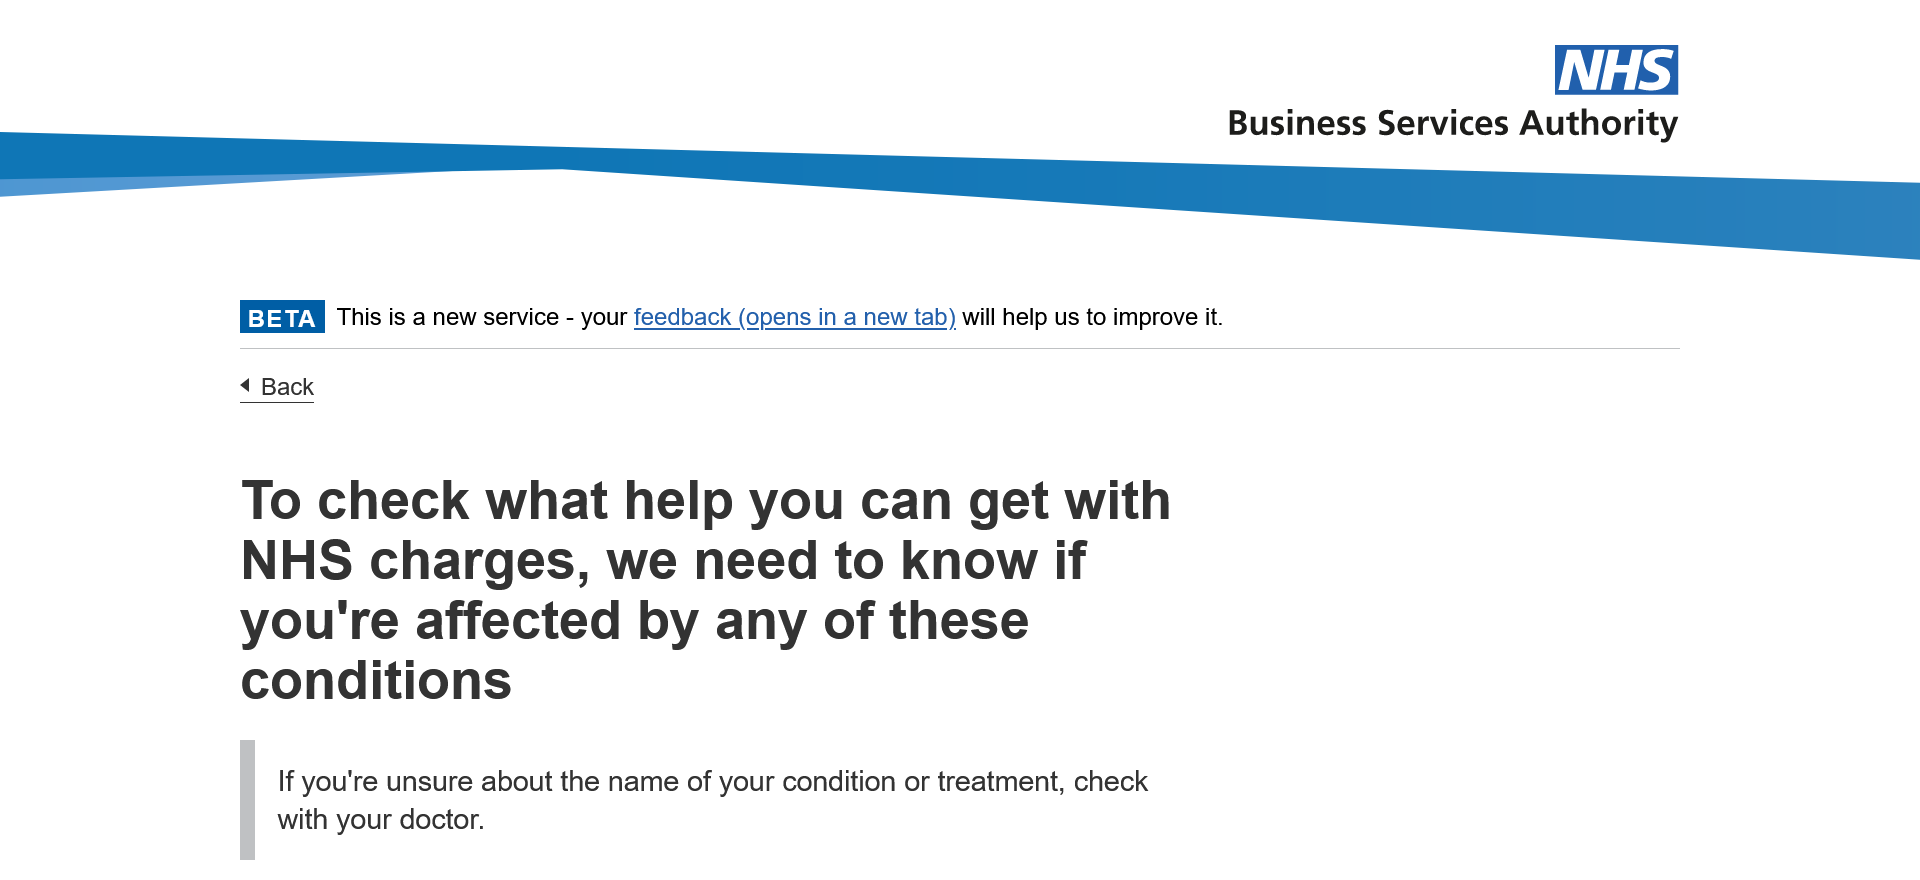 NHS
Business Services Authority
BETA This is a new service - your feedback (opens in a new tab) will help us to improve it.
Back
To check what help you can get with
NHS charges, we need to know if
you're affected by any of these
conditions
If you're unsure about the name of your condition or treatment, check
with your doctor.